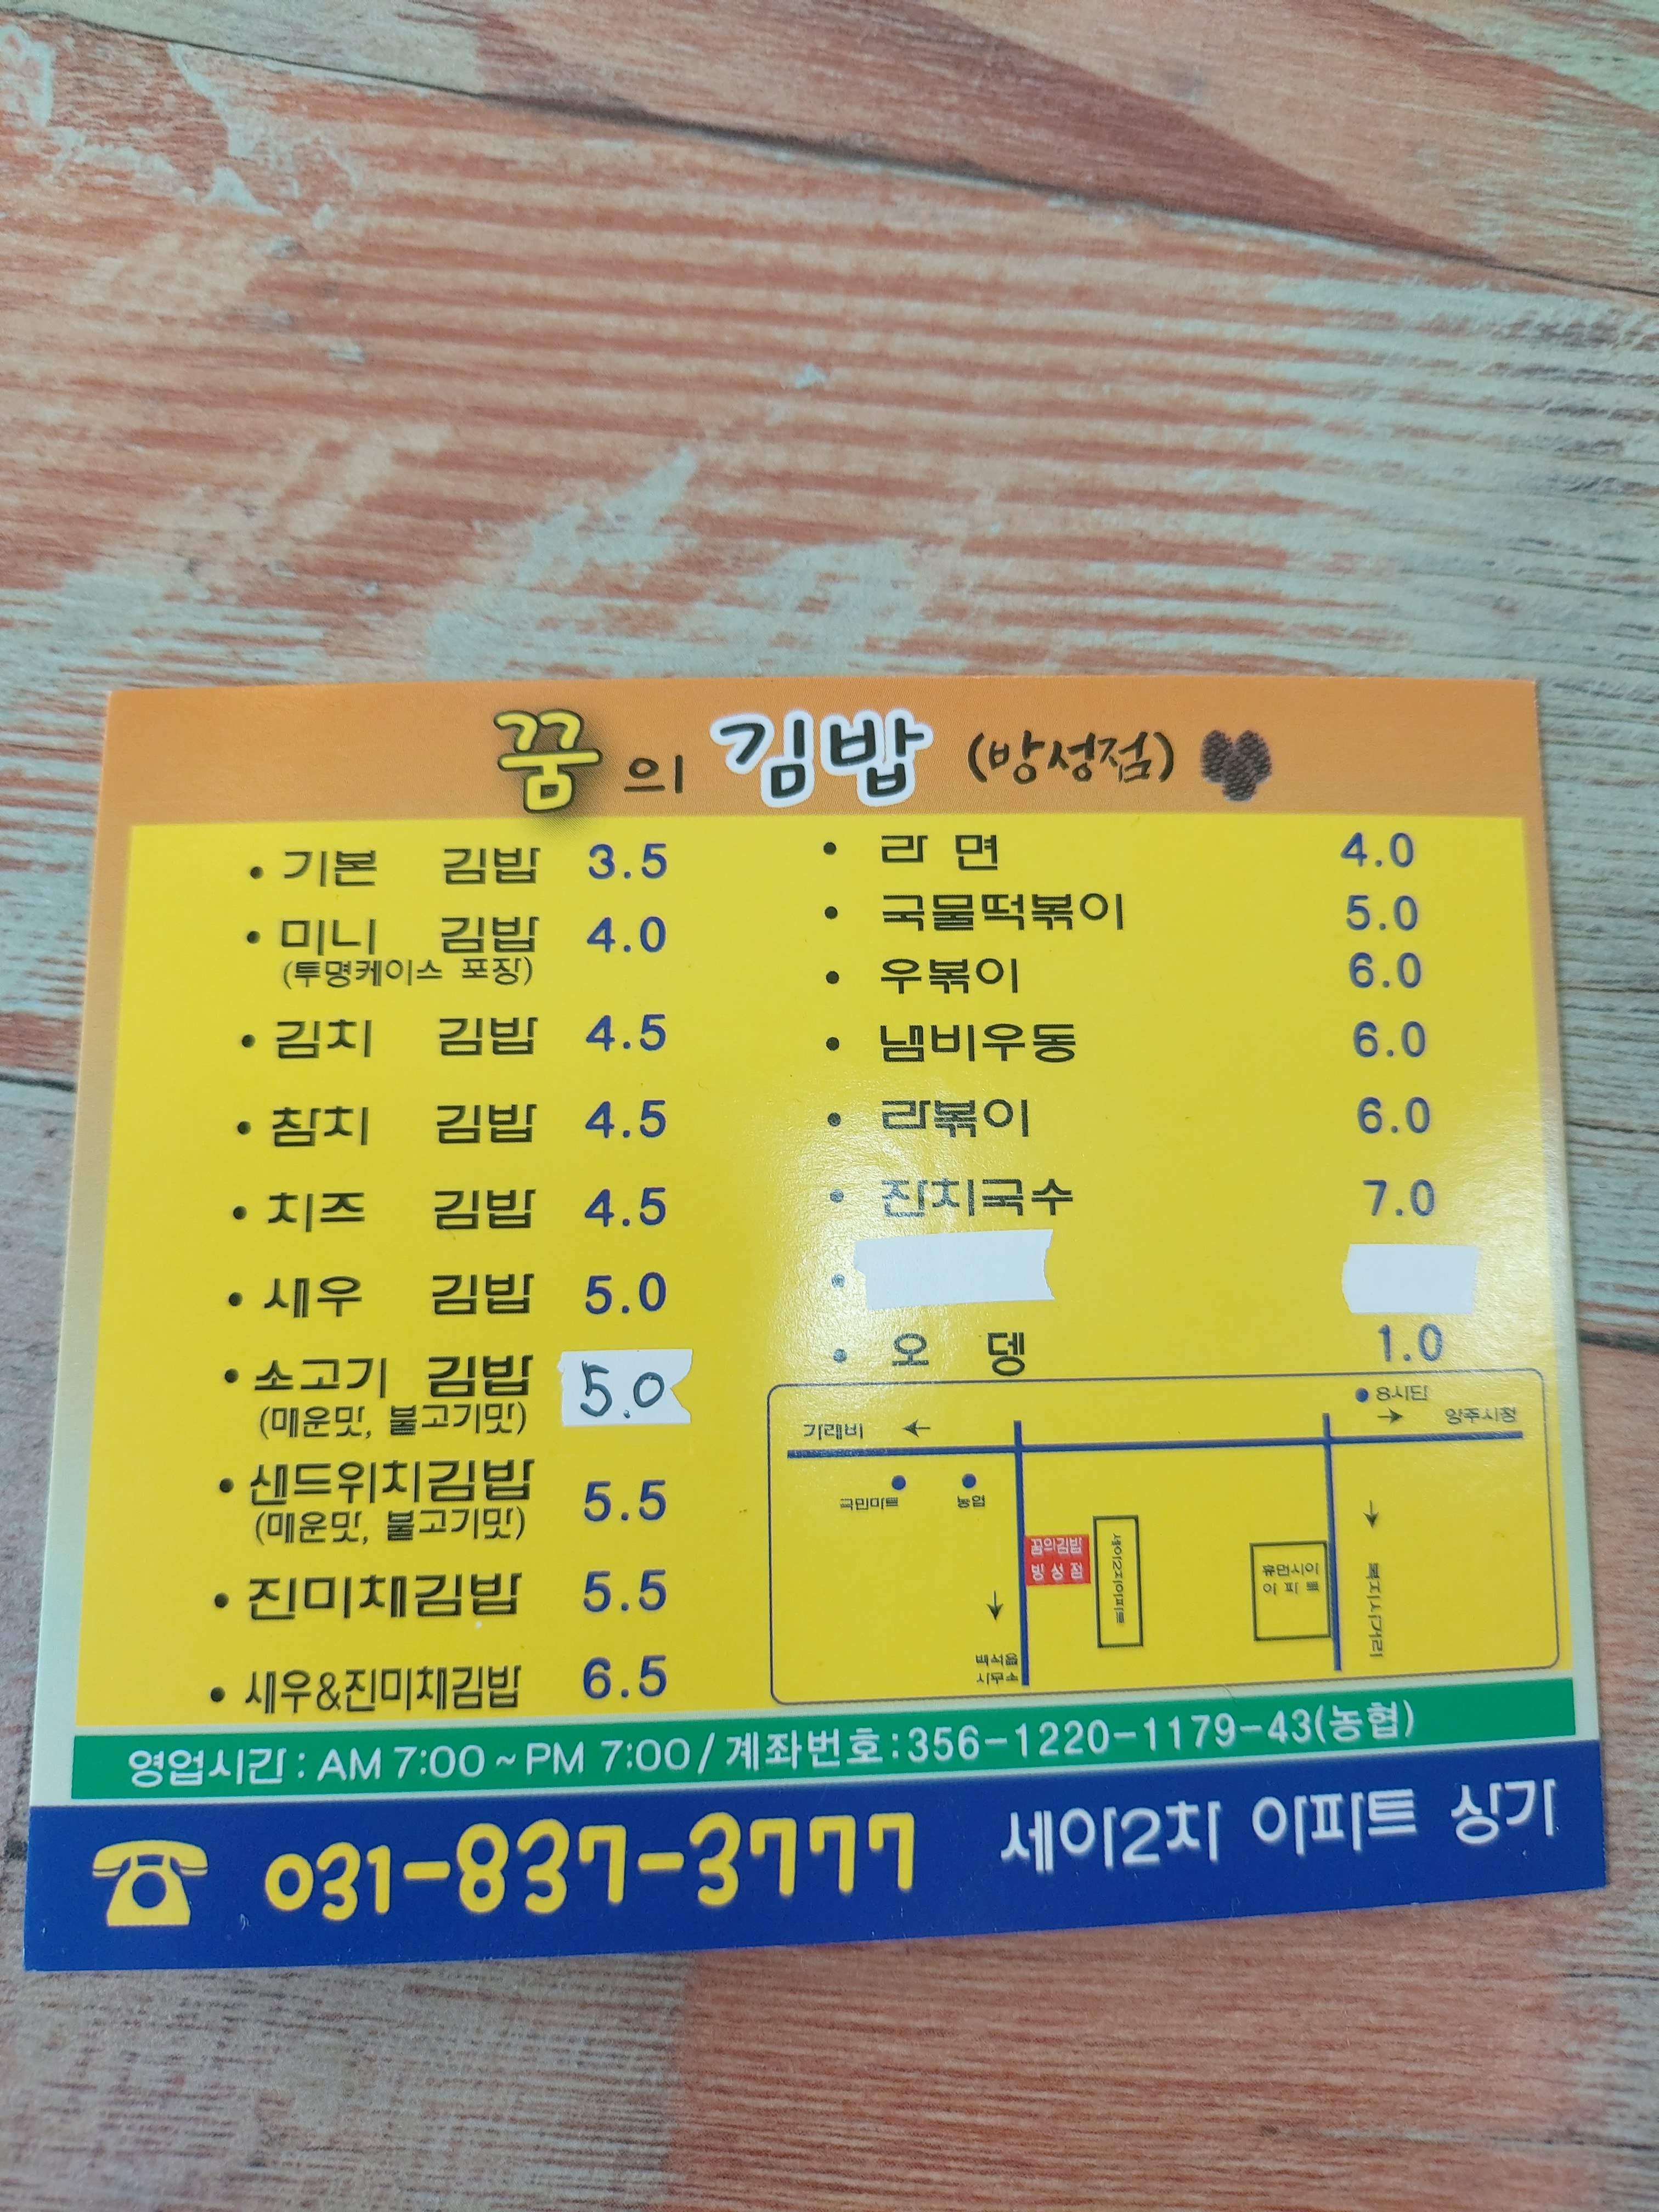 꿈의 김밥 (방성점)
• 기본 김밥 3.5
• 미니 김밥 4.0
(투명케이스 포장)
• 김치 김밥 4.5
• 참치 김밥 4.5
• 치즈 김밥 4.5
• 새우 김밥 5.0
• 소고기 김밥 5.0
(매운맛, 불고기맛)
• 샌드위치김밥 5.5
(매운맛, 불고기맛)
• 진미채김밥 5.5
• 새우&진미채김밥 6.5
• 라 면 4.0
• 국물떡볶이 5.0
• 우볶이 6.0
• 냄비우동 6.0
• 라볶이 6.0
• 잔치국수 7.0
•
• 오 뎅 1.0
8시단
가래비 ← → 양주시청
국민마트 농협
꿈의김밥
방성점
세아2차아파트
휴먼시아
아 파 트
복지사거리
백석읍
사무소
영업시간 : AM 7:00 ~ PM 7:00 / 계좌번호 : 356-1220-1179-43(농협)
031-837-3777 세아2차 아파트 상가